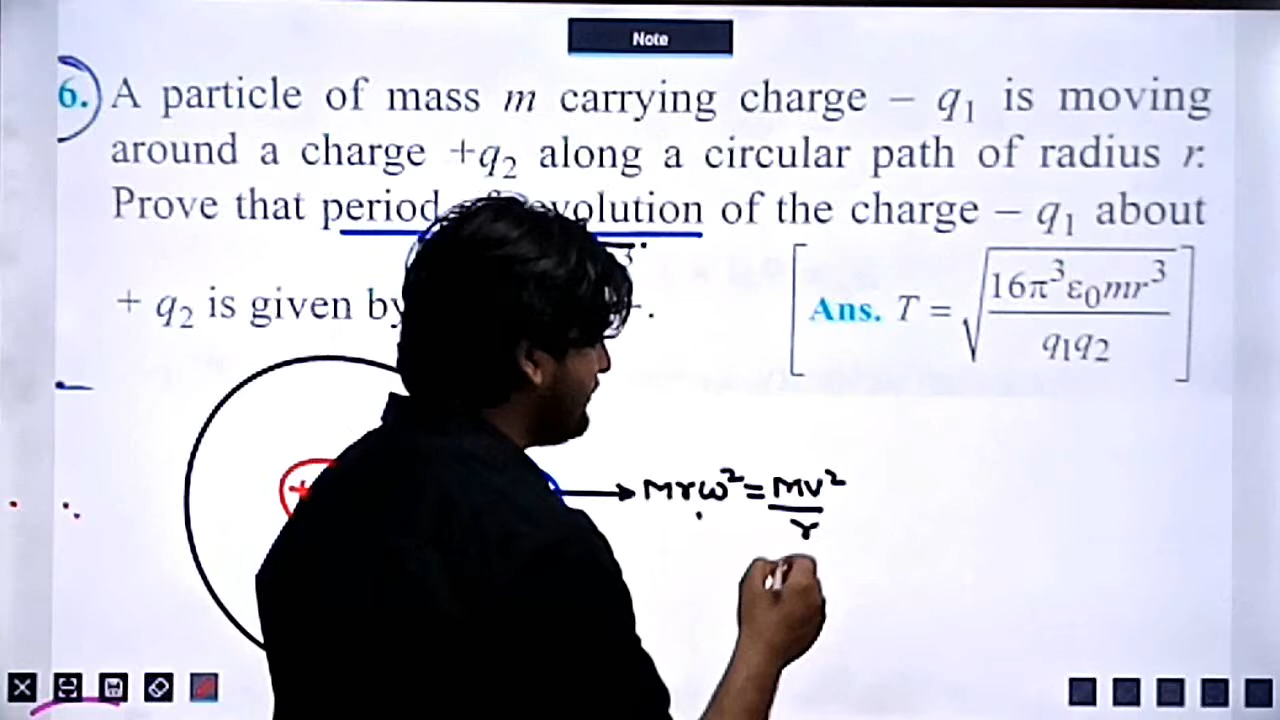 Note
6. A particle of mass m carrying charge – q₁ is moving
around a charge +q₂ along a circular path of radius r.
Prove that period evolution of the charge – q₁ about
+ q₂ is given by
[Ans. T = √(16π³ε₀mr³ / q₁q₂)]
+
Mrω² = Mv²/r